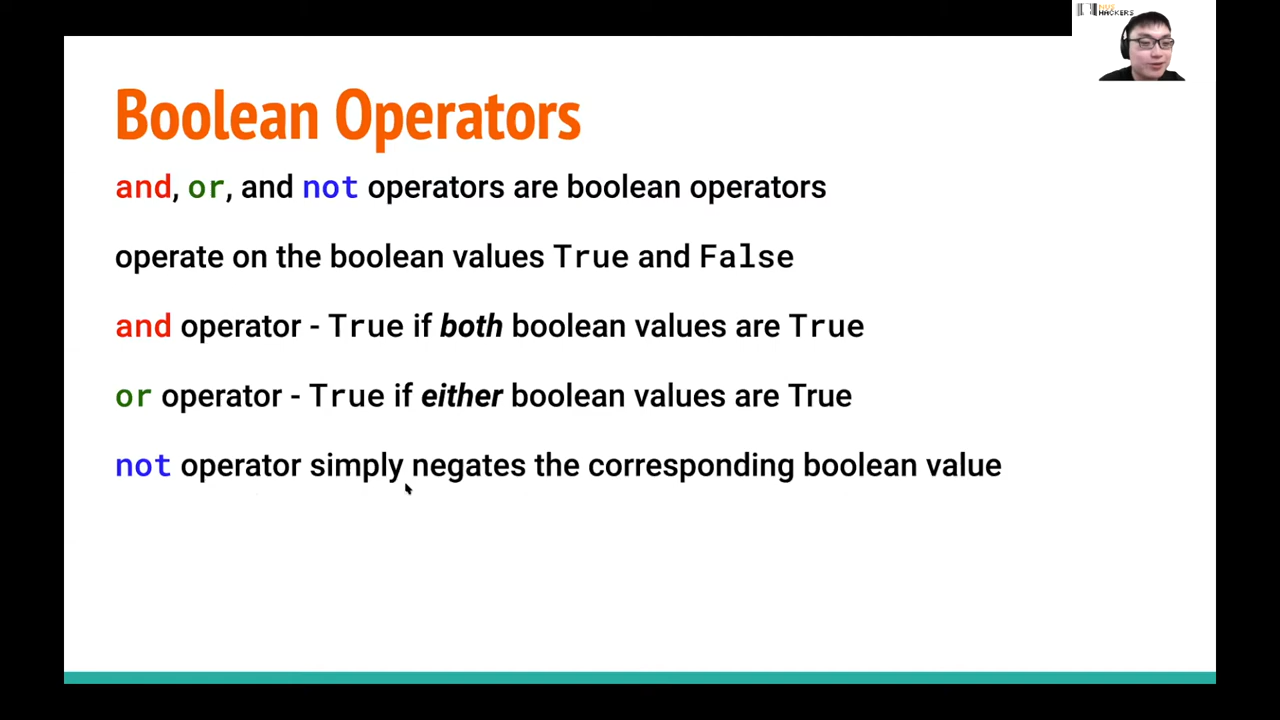 NUS
HACKERS
Boolean Operators
and, or, and not operators are boolean operators
operate on the boolean values True and False
and operator - True if both boolean values are True
or operator - True if either boolean values are True
not operator simply negates the corresponding boolean value